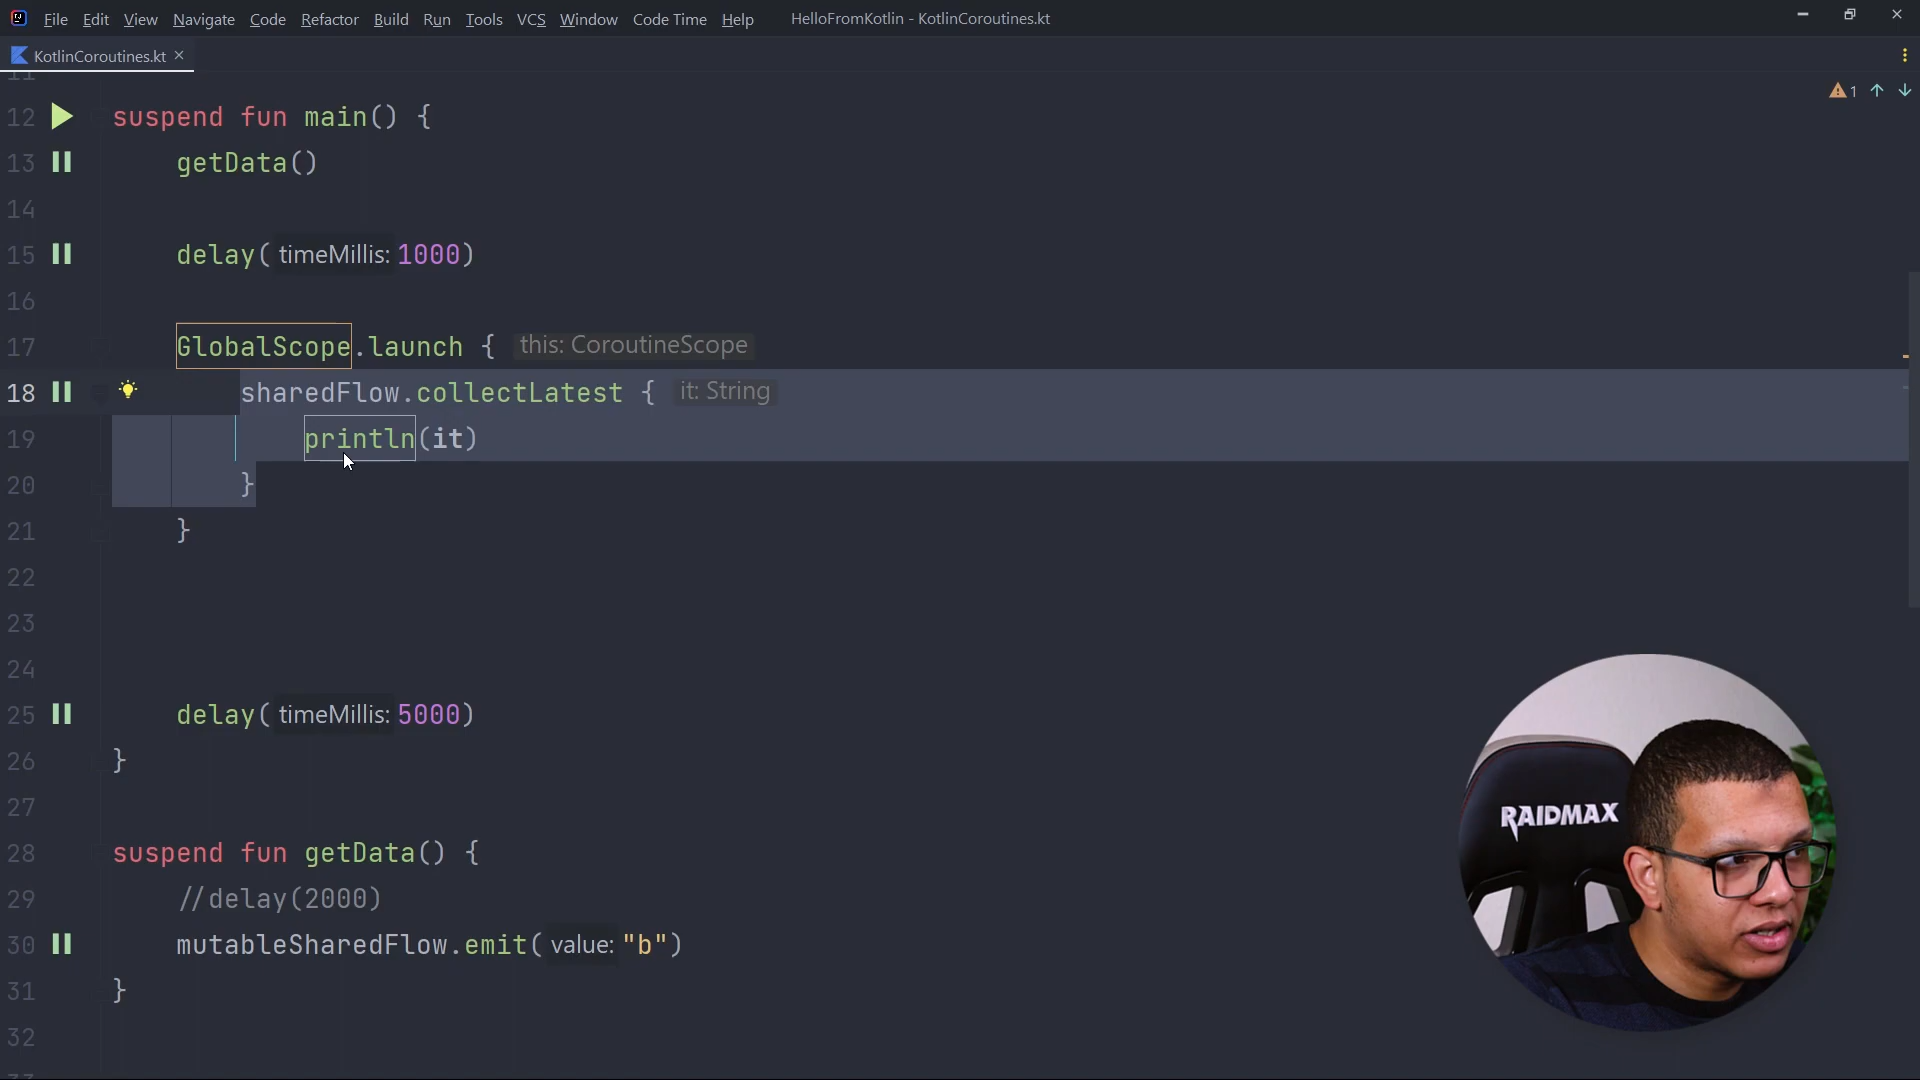 File Edit View Navigate Code Refactor Build Run Tools VCS Window Code Time Help HelloFromKotlin - KotlinCoroutines.kt
KotlinCoroutines.kt
1
12 suspend fun main() {
13 getData()
14
15 delay( timeMillis: 1000)
16
17 GlobalScope.launch { this: CoroutineScope
18 sharedFlow.collectLatest { it: String
19 println(it)
20 }
21 }
22
23
24
25 delay( timeMillis: 5000)
26 }
27
28 suspend fun getData() {
29 //delay(2000)
30 mutableSharedFlow.emit( value: "b")
31 }
32
RAIDMAX